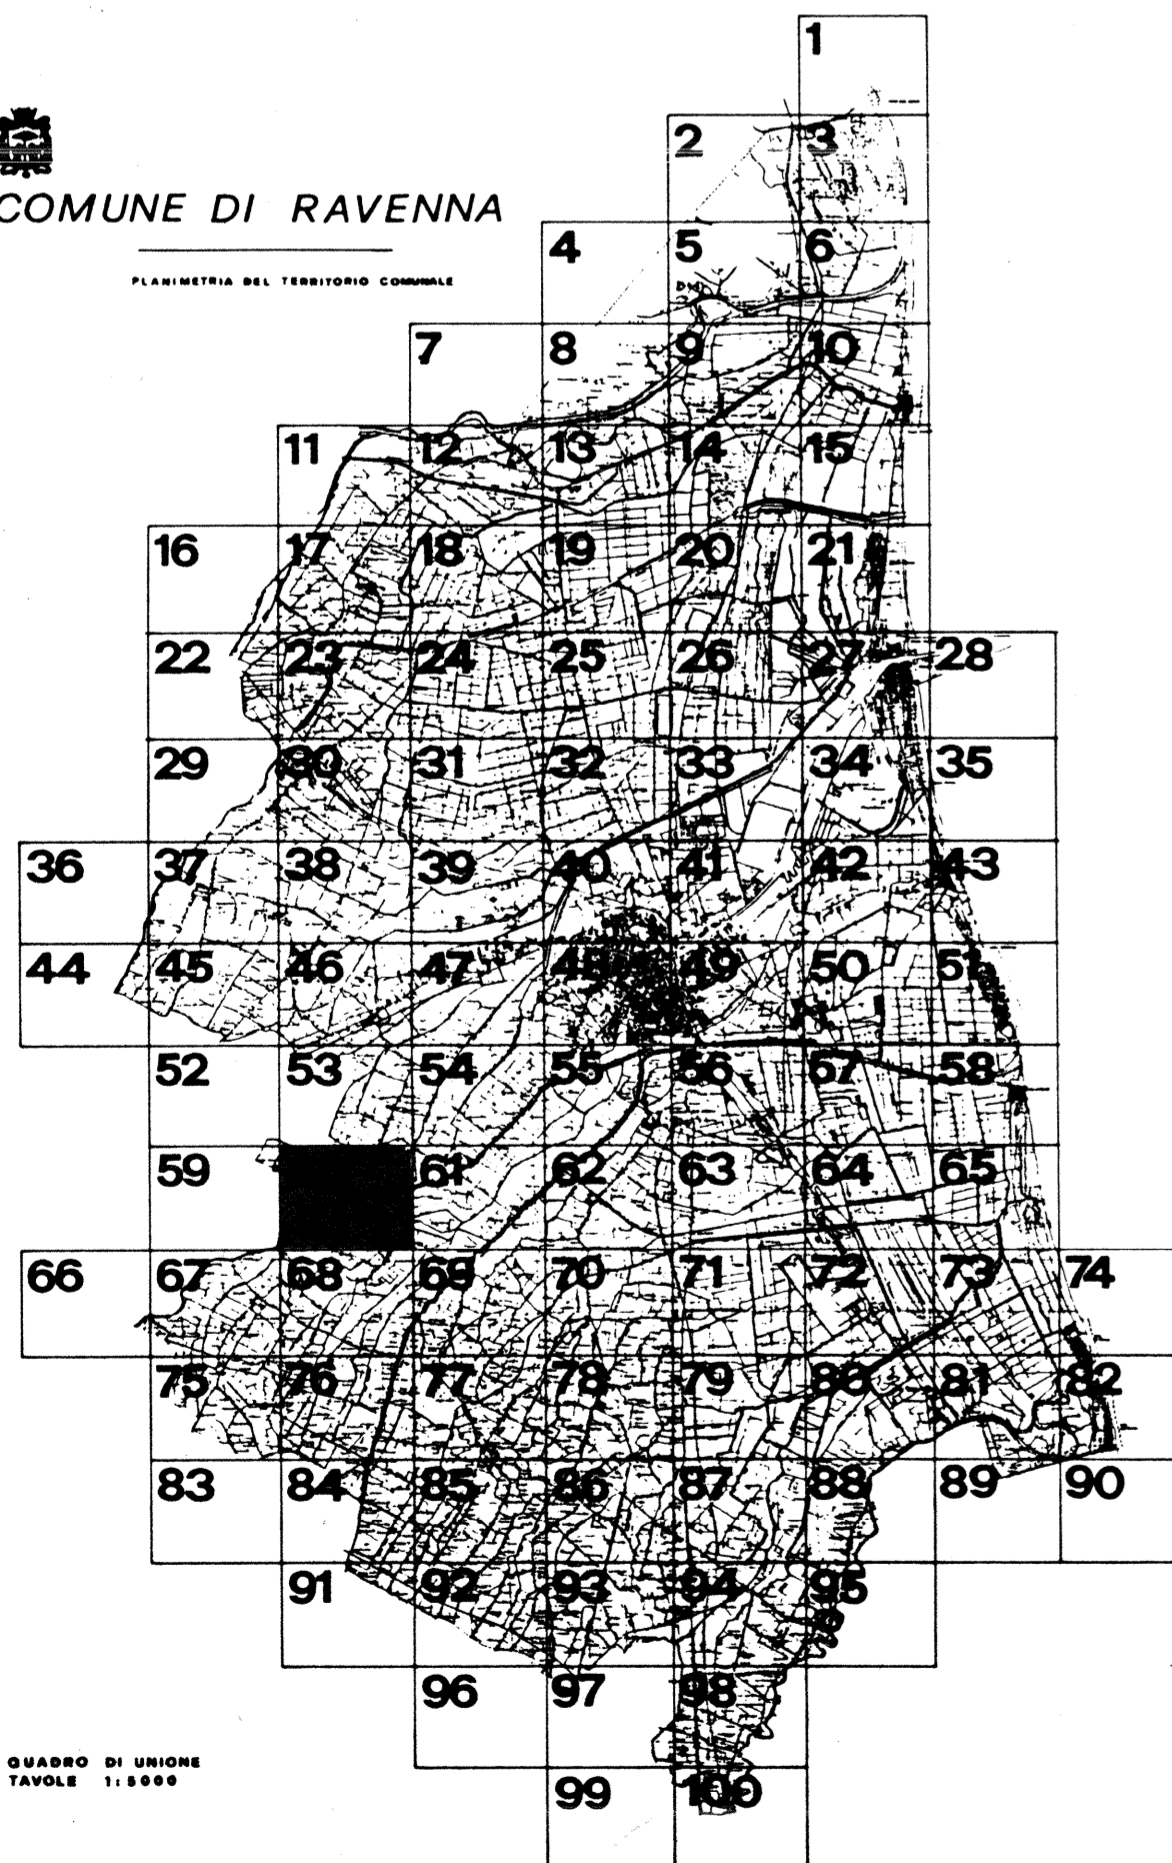 COMUNE DI RAVENNA
PLANIMETRIA DEL TERRITORIO COMUNALE
1
2 3
4 5 6
7 8 9 10
11 12 13 14 15
16 17 18 19 20 21
22 23 24 25 26 27 28
29 30 31 32 33 34 35
36 37 38 39 40 41 42 43
44 45 46 47 48 49 50 51
52 53 54 55 56 57 58
59 61 62 63 64 65
66 67 68 69 70 71 72 73 74
75 76 77 78 79 80 81 82
83 84 85 86 87 88 89 90
91 92 93 94 95
96 97 98
99 100
QUADRO DI UNIONE
TAVOLE 1:5000